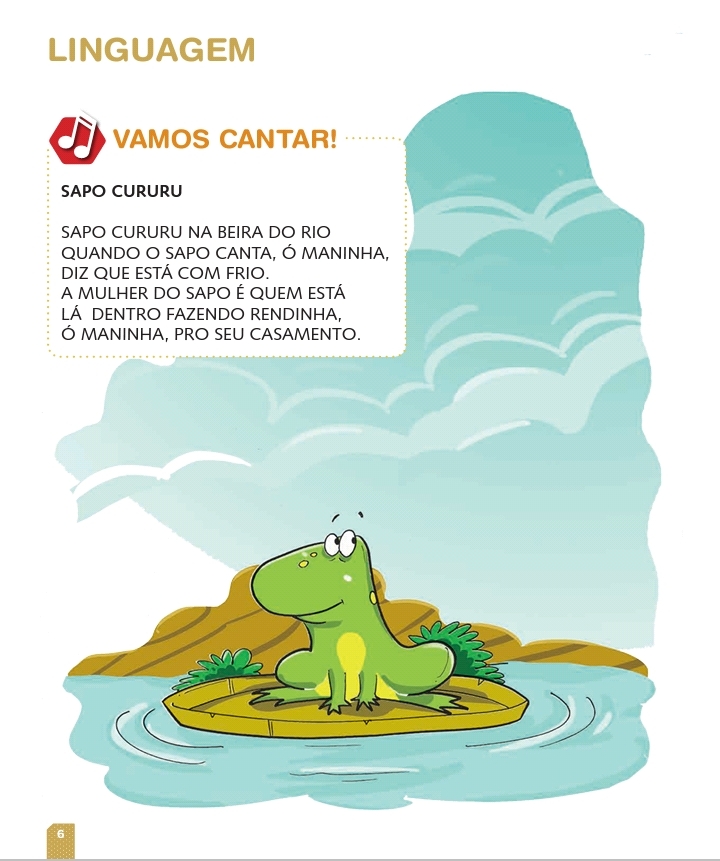 LINGUAGEM
VAMOS CANTAR!
SAPO CURURU
SAPO CURURU NA BEIRA DO RIO
QUANDO O SAPO CANTA, Ó MANINHA,
DIZ QUE ESTÁ COM FRIO.
A MULHER DO SAPO É QUEM ESTÁ
LÁ DENTRO FAZENDO RENDINHA,
Ó MANINHA, PRO SEU CASAMENTO.
6